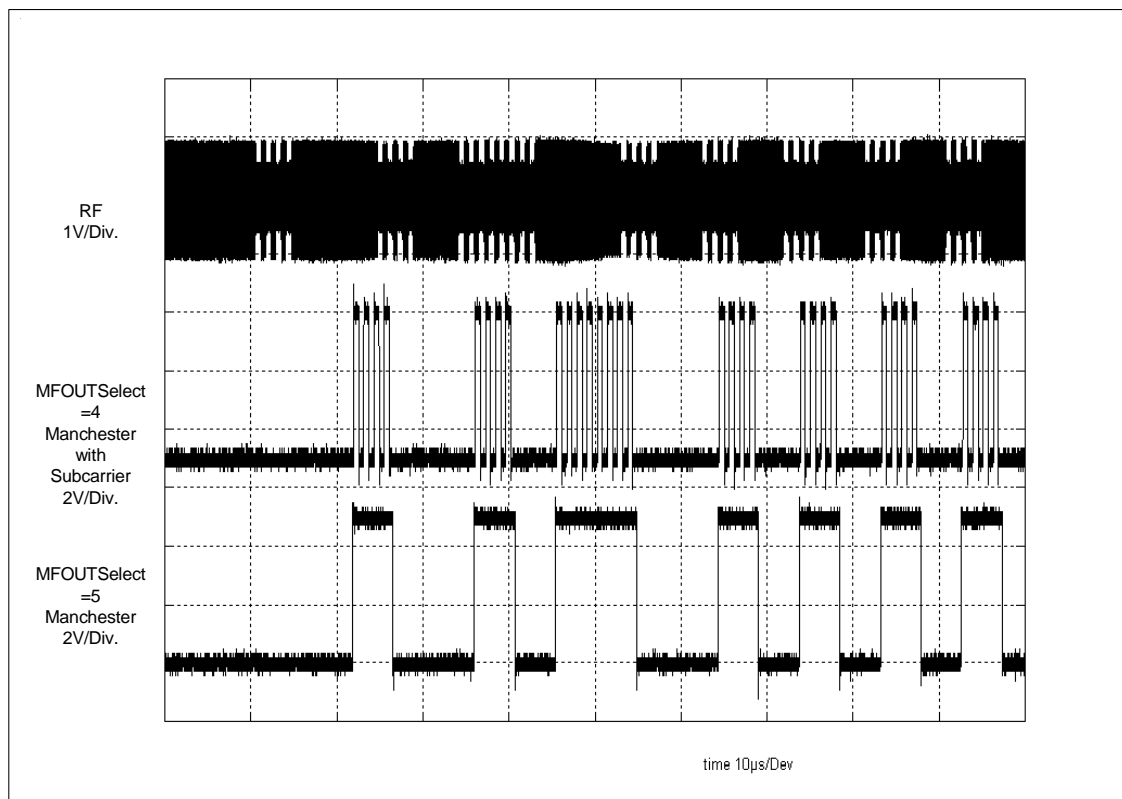 RF
1V/Div.
MFOUTSelect
=4
Manchester
with
Subcarrier
2V/Div.
MFOUTSelect
=5
Manchester
2V/Div.
time 10µs/Dev